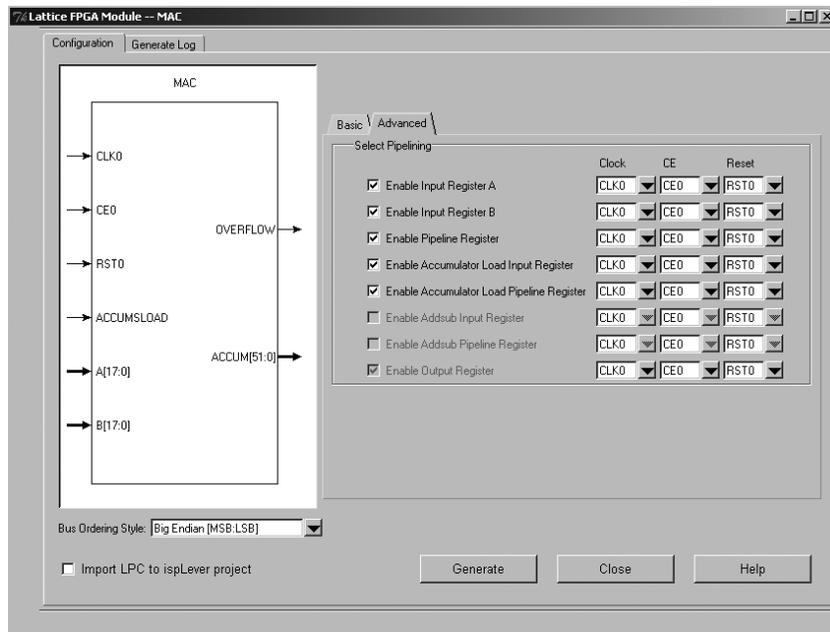 Lattice FPGA Module -- MAC
Configuration
Generate Log
MAC
CLK0
CE0
OVERFLOW
RST0
ACCUMSLOAD
ACCUM[51:0]
A[17:0]
B[17:0]
Bus Ordering Style: Big Endian [MSB:LSB]
Import LPC to ispLever project
Basic
Advanced
Select Pipelining
Clock CE Reset
Enable Input Register A CLK0 CE0 RST0
Enable Input Register B CLK0 CE0 RST0
Enable Pipeline Register CLK0 CE0 RST0
Enable Accumulator Load Input Register CLK0 CE0 RST0
Enable Accumulator Load Pipeline Register CLK0 CE0 RST0
Enable Addsub Input Register CLK0 CE0 RST0
Enable Addsub Pipeline Register CLK0 CE0 RST0
Enable Output Register CLK0 CE0 RST0
Generate
Close
Help